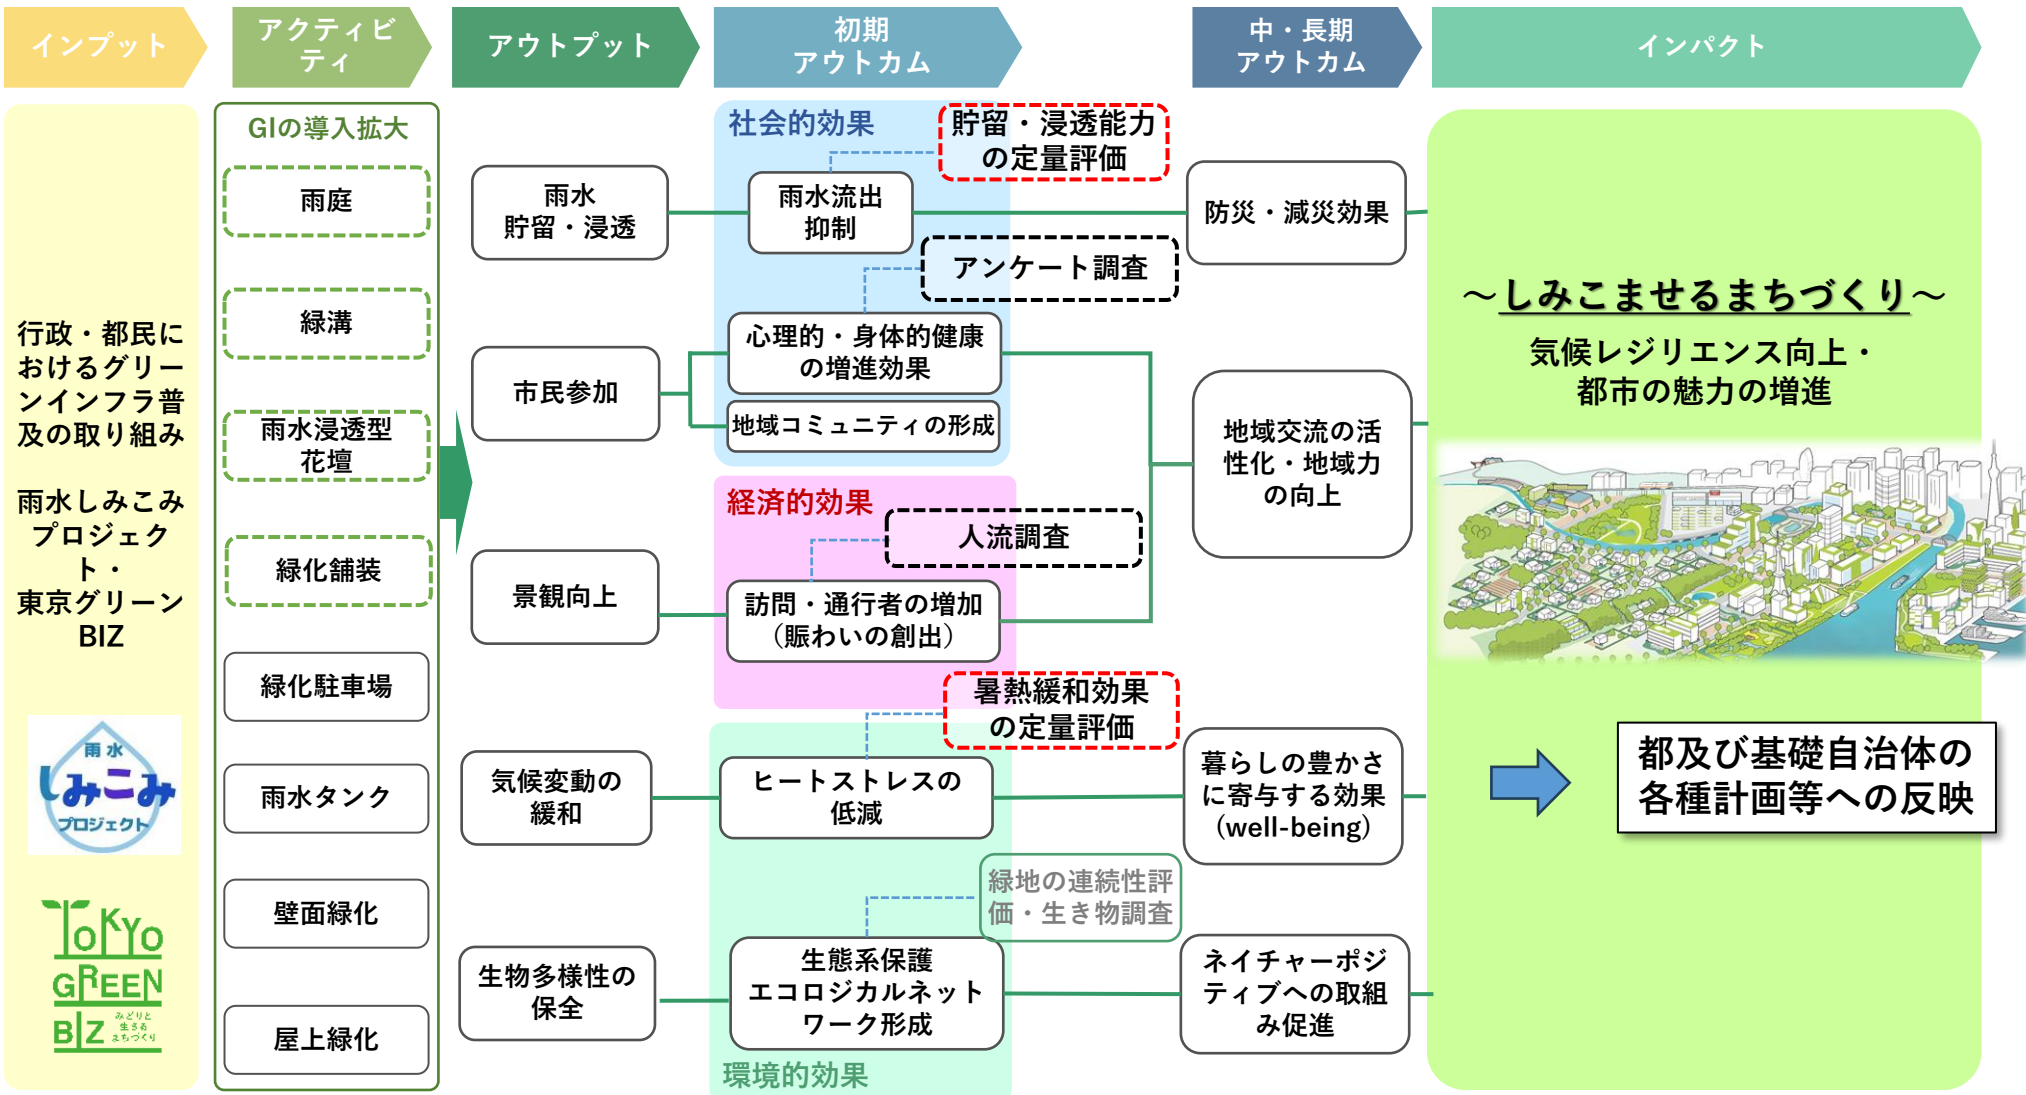 インプット
アクティビ
ティ
アウトプット
初期
アウトカム
中・長期
アウトカム
インパクト
行政・都民に
おけるグリー
ンインフラ普
及の取り組み
雨水しみこみ
プロジェク
ト・
東京グリーン
BIZ
雨水
しみこみ
プロジェクト
TOKYO
GREEN
BIZ
みどりと
生きる
まちづくり
GIの導入拡大
雨庭
緑溝
雨水浸透型
花壇
緑化舗装
緑化駐車場
雨水タンク
壁面緑化
屋上緑化
雨水
貯留・浸透
市民参加
景観向上
気候変動の
緩和
生物多様性の
保全
社会的効果
貯留・浸透能力
の定量評価
雨水流出
抑制
アンケート調査
心理的・身体的健康
の増進効果
地域コミュニティの形成
経済的効果
人流調査
訪問・通行者の増加
（賑わいの創出）
暑熱緩和効果
の定量評価
ヒートストレスの
低減
緑地の連続性評
価・生き物調査
生態系保護
エコロジカルネット
ワーク形成
環境的効果
防災・減災効果
地域交流の活
性化・地域力
の向上
暮らしの豊かさ
に寄与する効果
（well-being）
ネイチャーポジ
ティブへの取組
み促進
～しみこませるまちづくり～
気候レジリエンス向上・
都市の魅力の増進
都及び基礎自治体の
各種計画等への反映